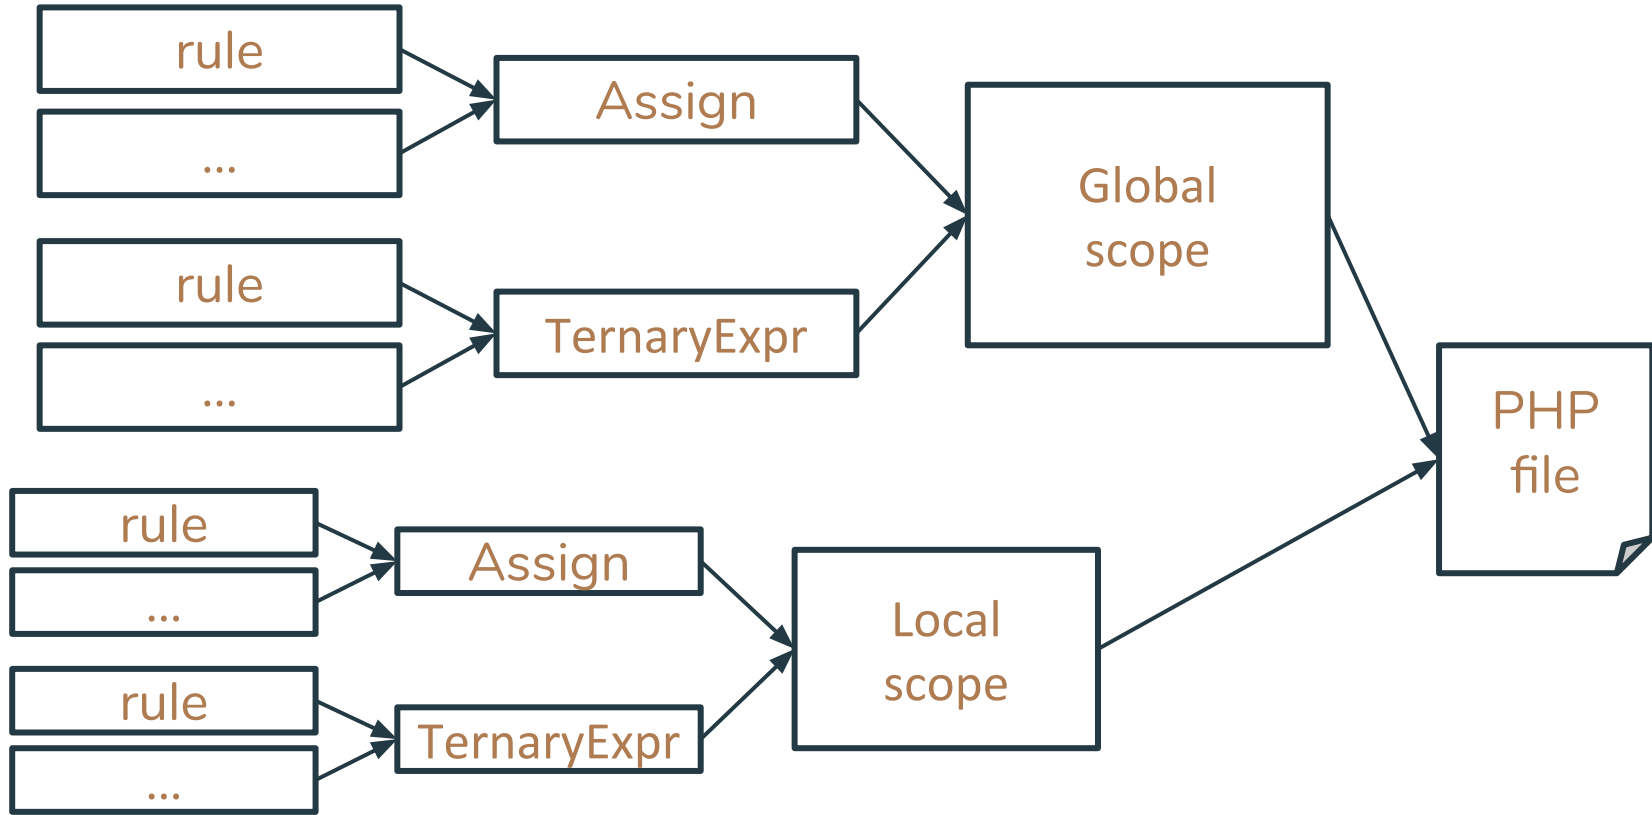 rule
...
Assign
rule
...
TernaryExpr
Global
scope
PHP
file
rule
...
Assign
rule
...
TernaryExpr
Local
scope